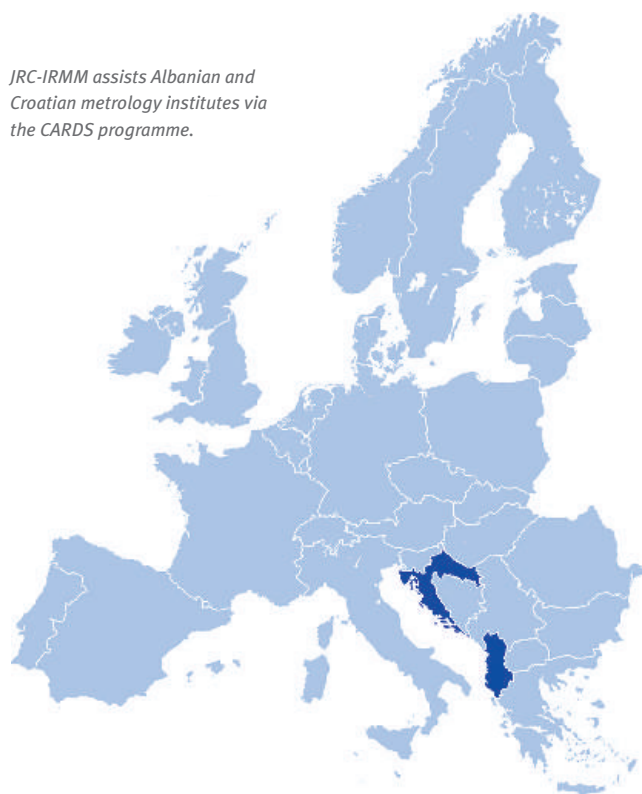 JRC-IRMM assists Albanian and
Croatian metrology institutes via
the CARDS programme.